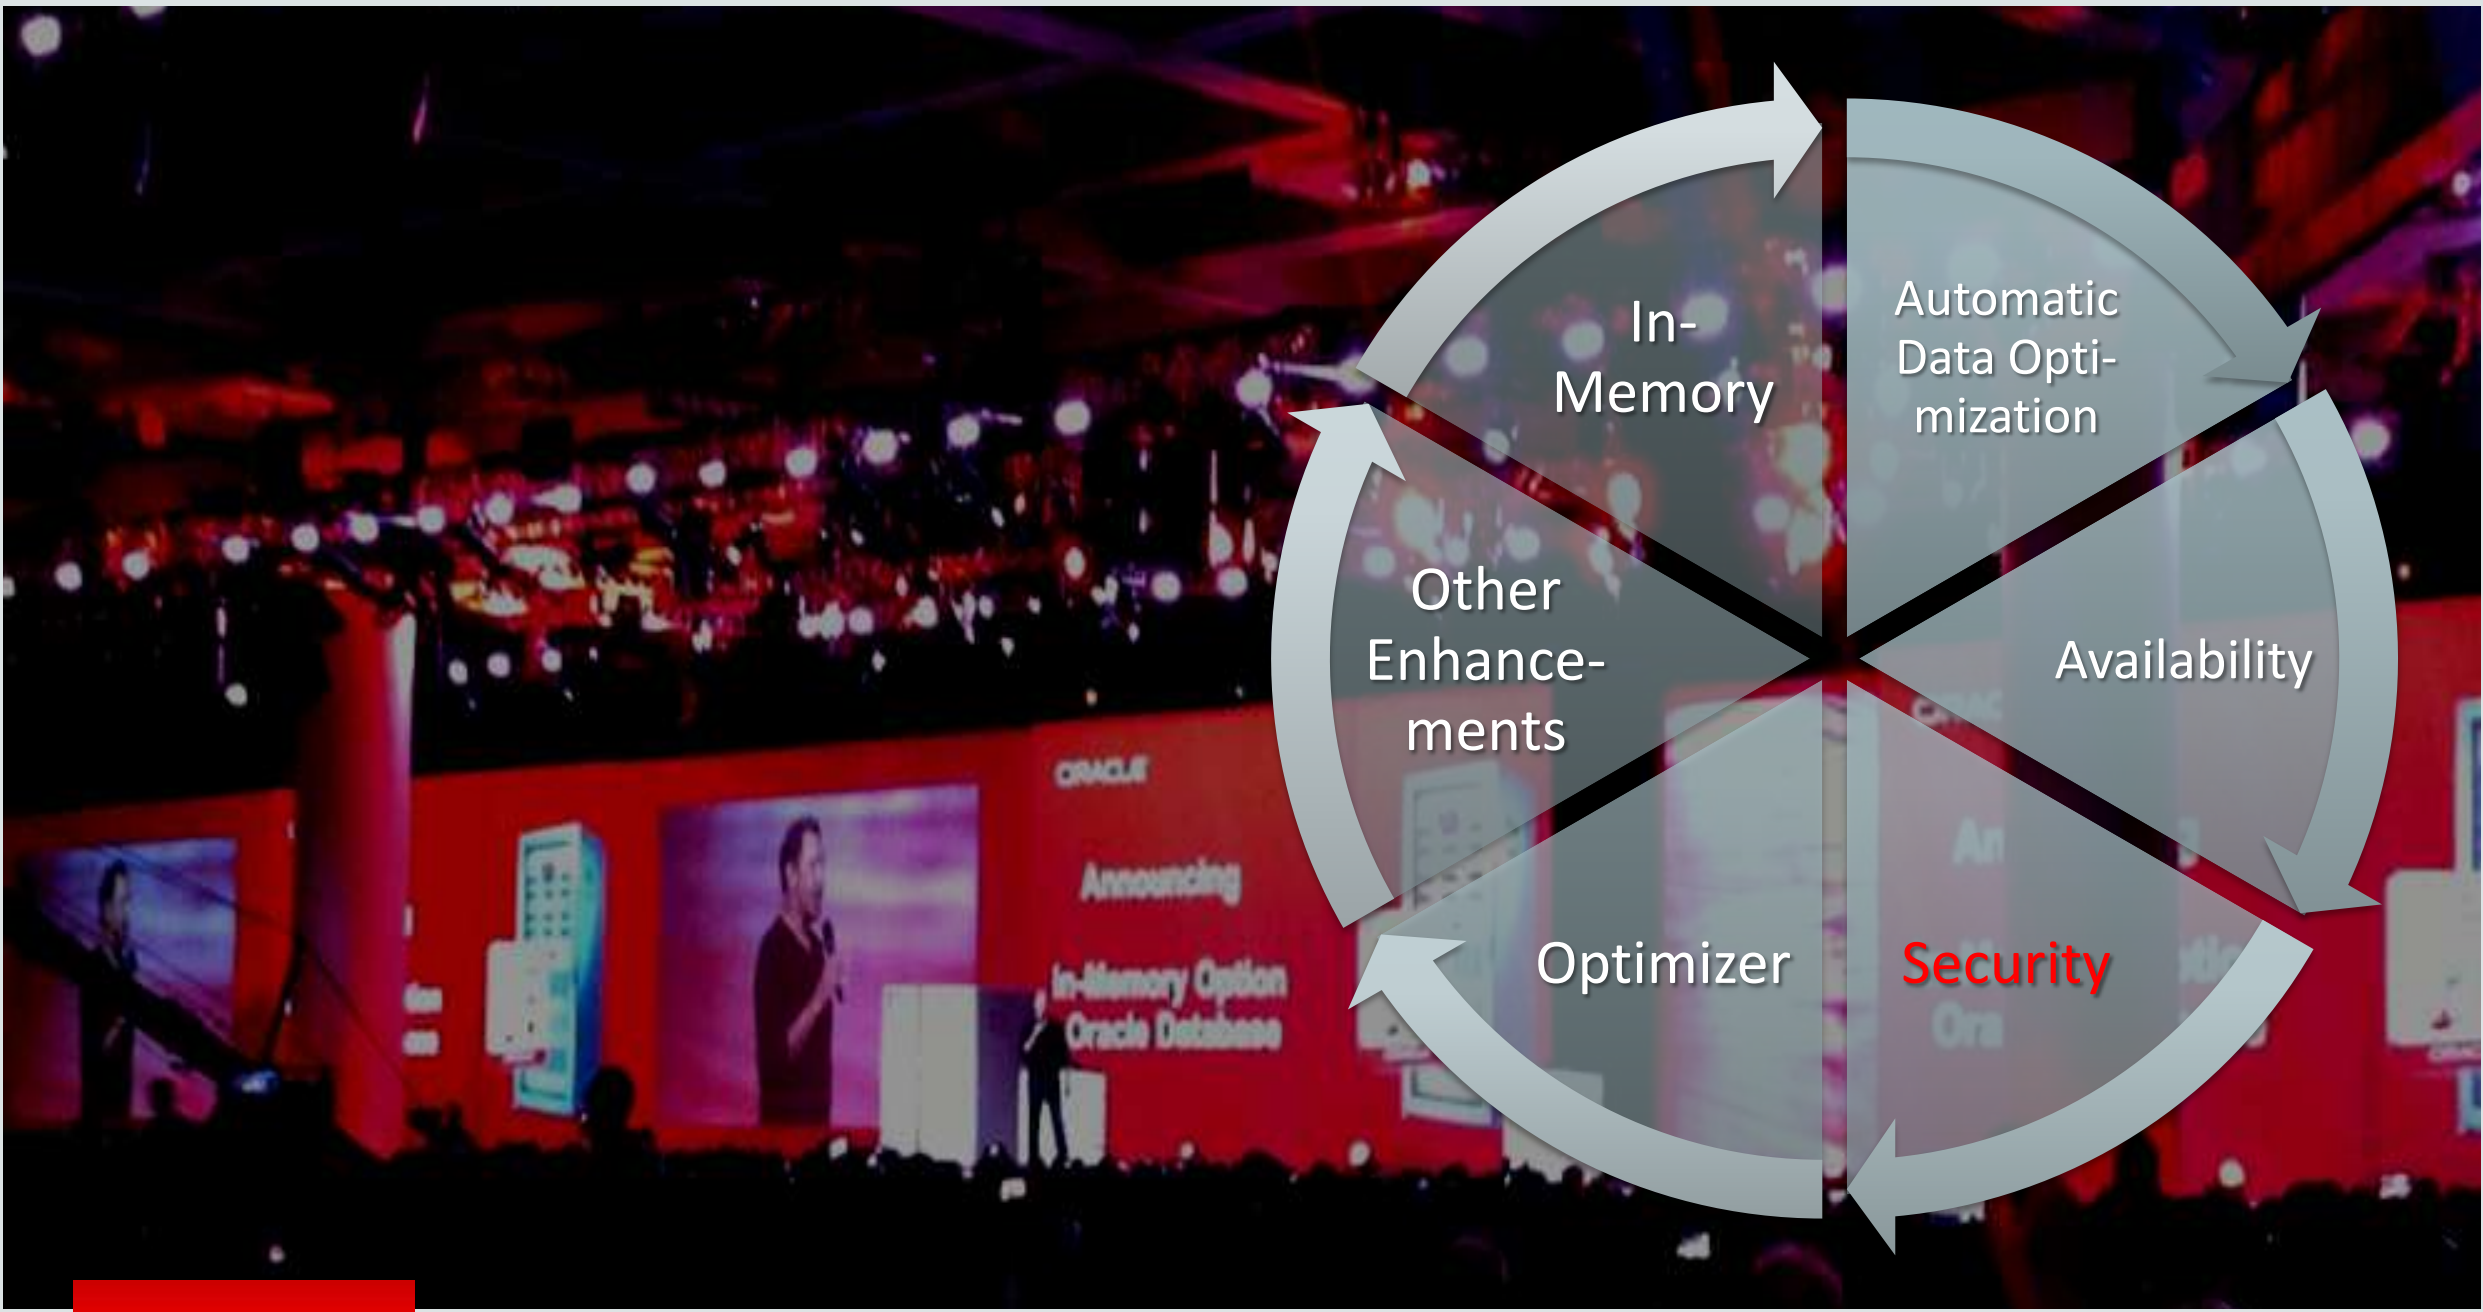 In-
Memory
Automatic
Data Opti-
mization
Other
Enhance-
ments
Availability
Optimizer
Security
ORACLE
Announcing
In-Memory Option
Oracle Database